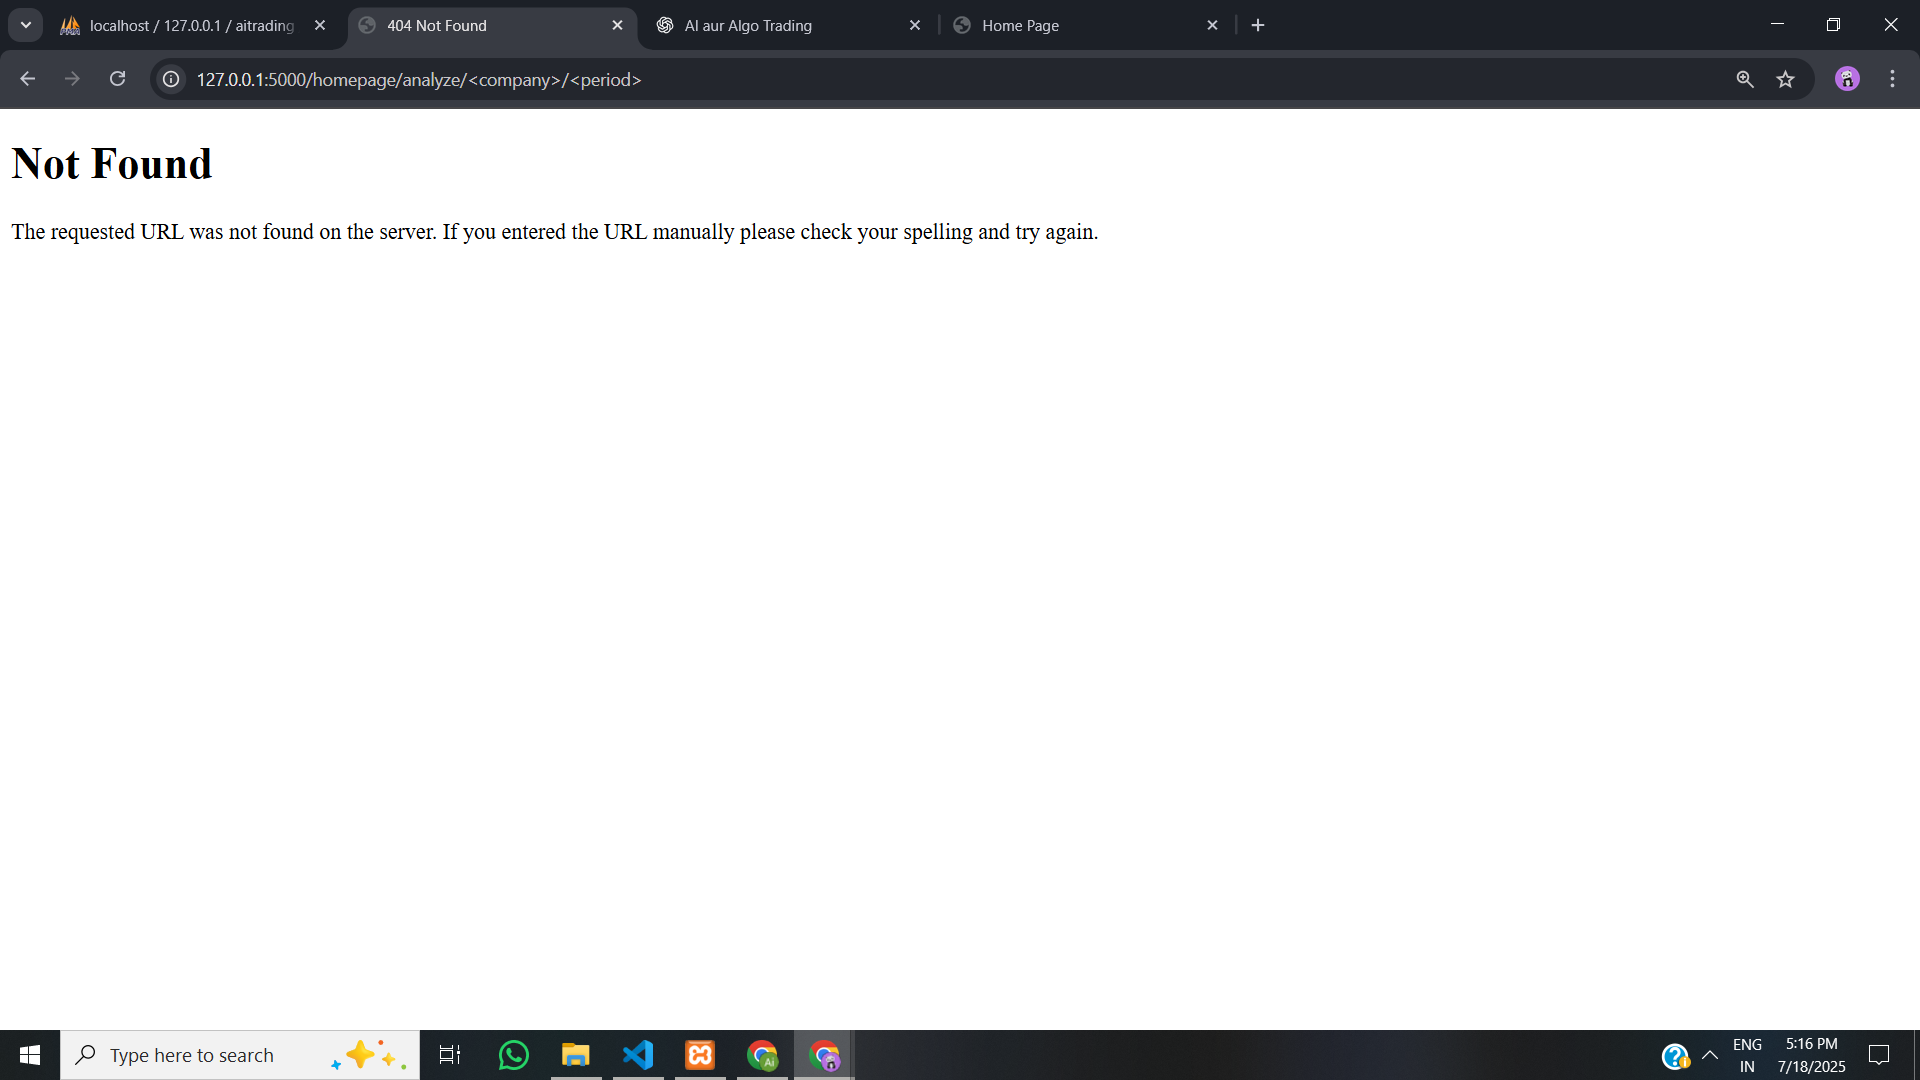 localhost / 127.0.0.1 / aitrading
404 Not Found
AI aur Algo Trading
Home Page
127.0.0.1:5000/homepage/analyze/<company>/<period>
Not Found
The requested URL was not found on the server. If you entered the URL manually please check your spelling and try again.
Type here to search
Ai
ENG
IN
5:16 PM
7/18/2025